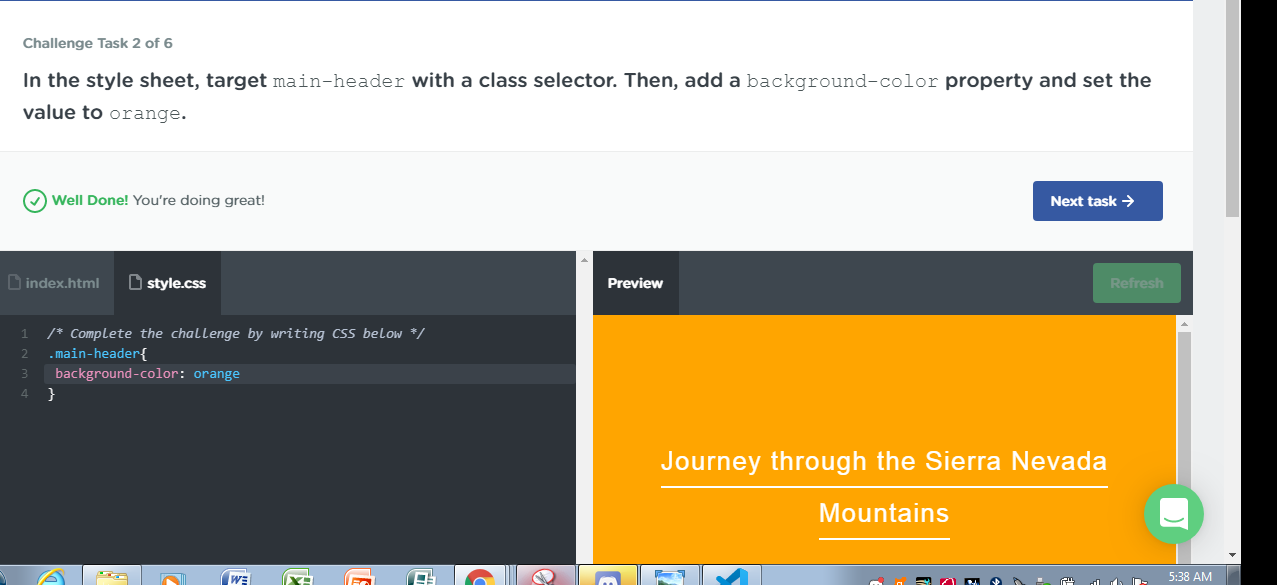 Challenge Task 2 of 6
In the style sheet, target main-header with a class selector. Then, add a background-color property and set the
value to orange.
Well Done! You're doing great!
Next task →
index.html
style.css
Preview
Refresh
1 /* Complete the challenge by writing CSS below */
2 .main-header{
3 background-color: orange
4 }
Journey through the Sierra Nevada
Mountains
5:38 AM